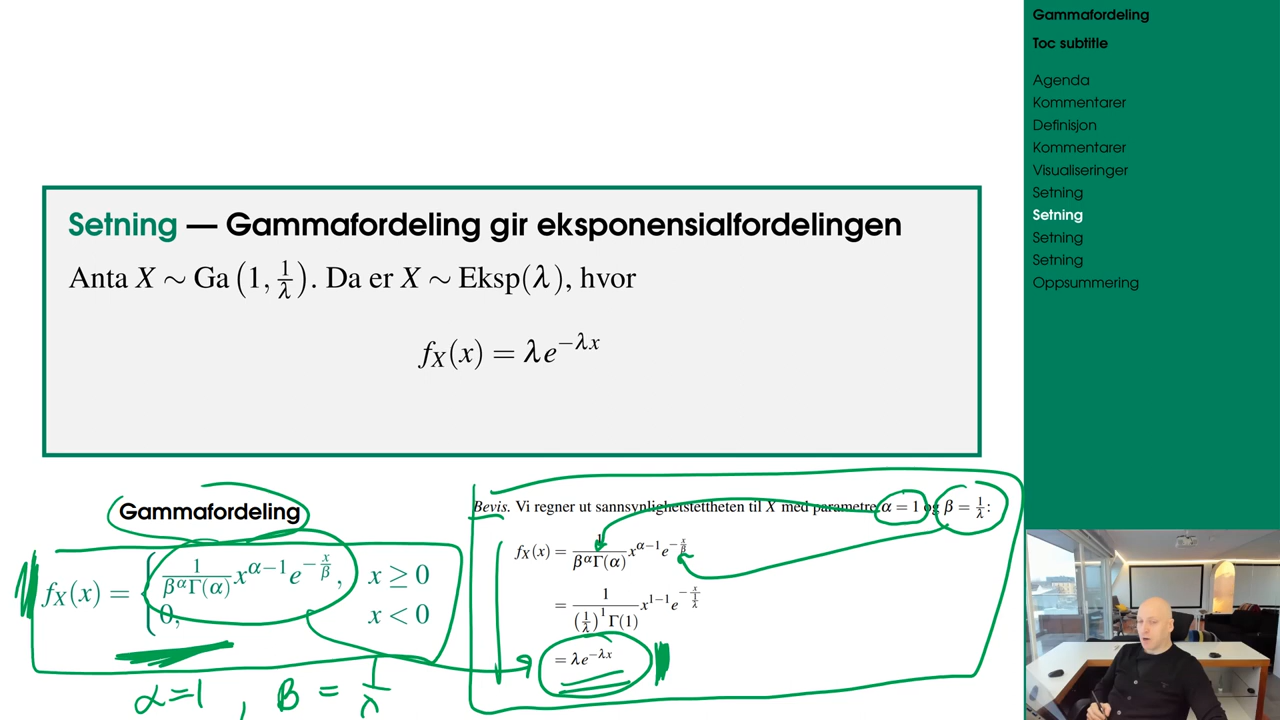 Setning — Gammafordeling gir eksponensialfordelingen
Anta X ∼ Ga(1, 1/λ). Da er X ∼ Eksp(λ), hvor
f_X(x) = λe^{−λx}
Gammafordeling
f_X(x) = { 1/(β^α Γ(α)) x^{α−1} e^{−x/β}, x ≥ 0
0, x < 0
α=1 , β = 1/λ
Bevis. Vi regner ut sannsynlighetstettheten til X med parametre α = 1 og β = 1/λ:
f_X(x) = 1/(β^α Γ(α)) x^{α−1} e^{−x/β}
= 1/((1/λ)^1 Γ(1)) x^{1−1} e^{−x/(1/λ)}
= λe^{−λx}
Gammafordeling
Toc subtitle
Agenda
Kommentarer
Definisjon
Kommentarer
Visualiseringer
Setning
Setning
Setning
Setning
Oppsummering